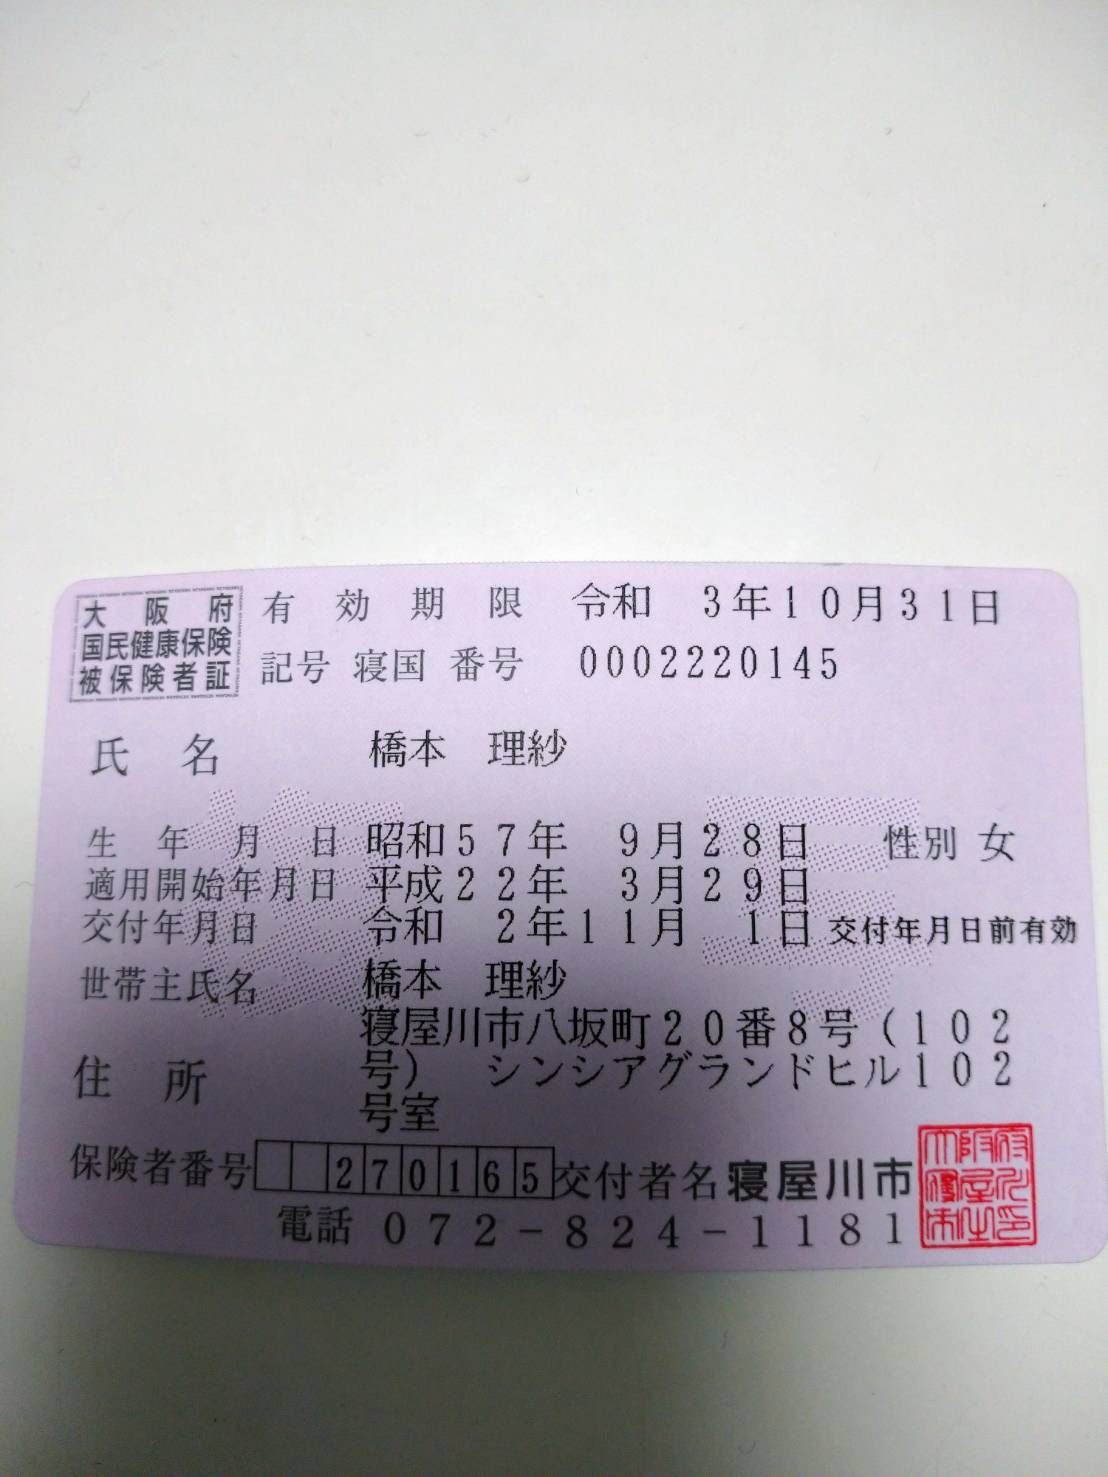 大阪府
国民健康保険
被保険者証
有効期限 令和 3年10月31日
記号 寝国 番号 0002220145
氏名 橋本 理紗
生年月日 昭和57年 9月28日 性別 女
適用開始年月日 平成22年 3月29日
交付年月日 令和 2年11月 1日 交付年月日前有効
世帯主氏名 橋本 理紗
住所 寝屋川市八坂町20番8号(102
号) シンシアグランドヒル102
号室
保険者番号 270165 交付者名 寝屋川市
電話 072-824-1181